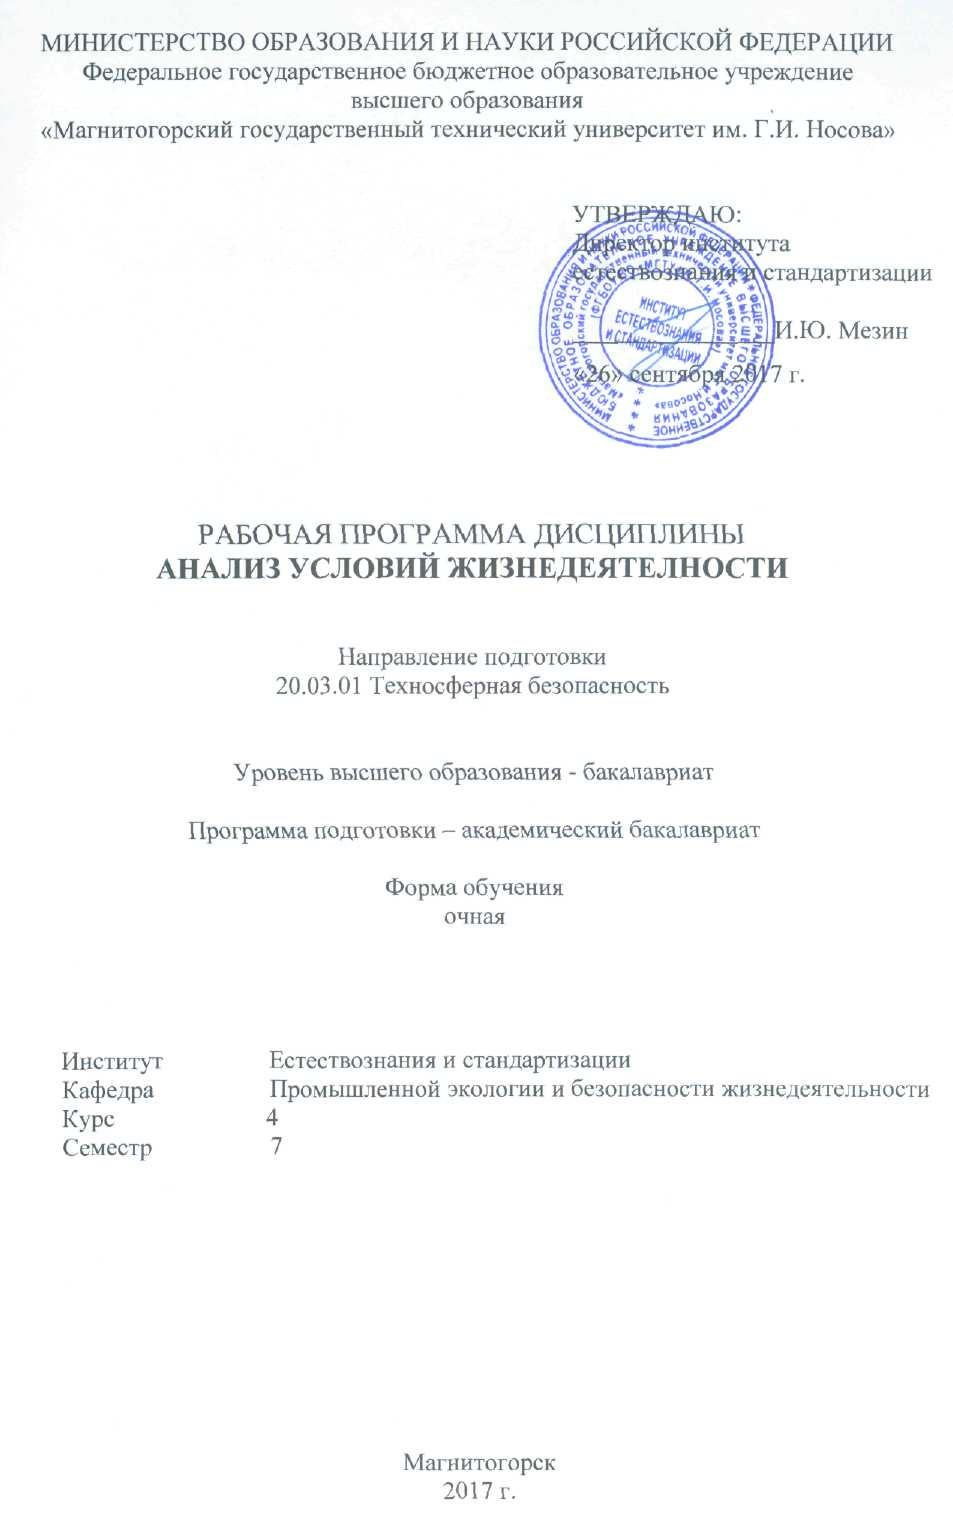 МИНИСТЕРСТВО ОБРАЗОВАНИЯ И НАУКИ РОССИЙСКОЙ ФЕДЕРАЦИИ
Федеральное государственное бюджетное образовательное учреждение
высшего образования
«Магнитогорский государственный технический университет им. Г.И. Носова»
УТВЕРЖДАЮ:
Директор института
естествознания и стандартизации
И.Ю. Мезин
«26» сентября 2017 г.
ИНСТИТУТ
ЕСТЕСТВОЗНАНИЯ
И СТАНДАРТИЗАЦИИ
РАБОЧАЯ ПРОГРАММА ДИСЦИПЛИНЫ
АНАЛИЗ УСЛОВИЙ ЖИЗНЕДЕЯТЕЛНОСТИ
Направление подготовки
20.03.01 Техносферная безопасность
Уровень высшего образования - бакалавриат
Программа подготовки – академический бакалавриат
Форма обучения
очная
Институт Естествознания и стандартизации
Кафедра Промышленной экологии и безопасности жизнедеятельности
Курс 4
Семестр 7
Магнитогорск
2017 г.